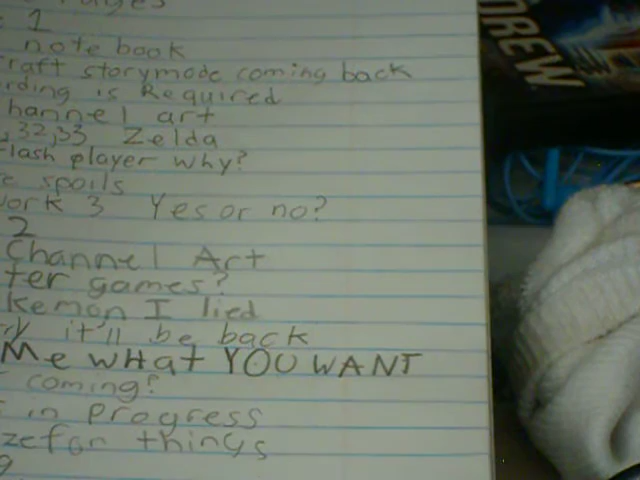 1
note book
raft storymode coming back
rding is Required
hannel art
,32,33 Zelda
lash player why?
e spoils
ork 3 Yes or no?
2
Channel Art
ter games?
kemon I lied
it'll be back
Me WHat YOU WANT
coming?
in progress
things
DREW